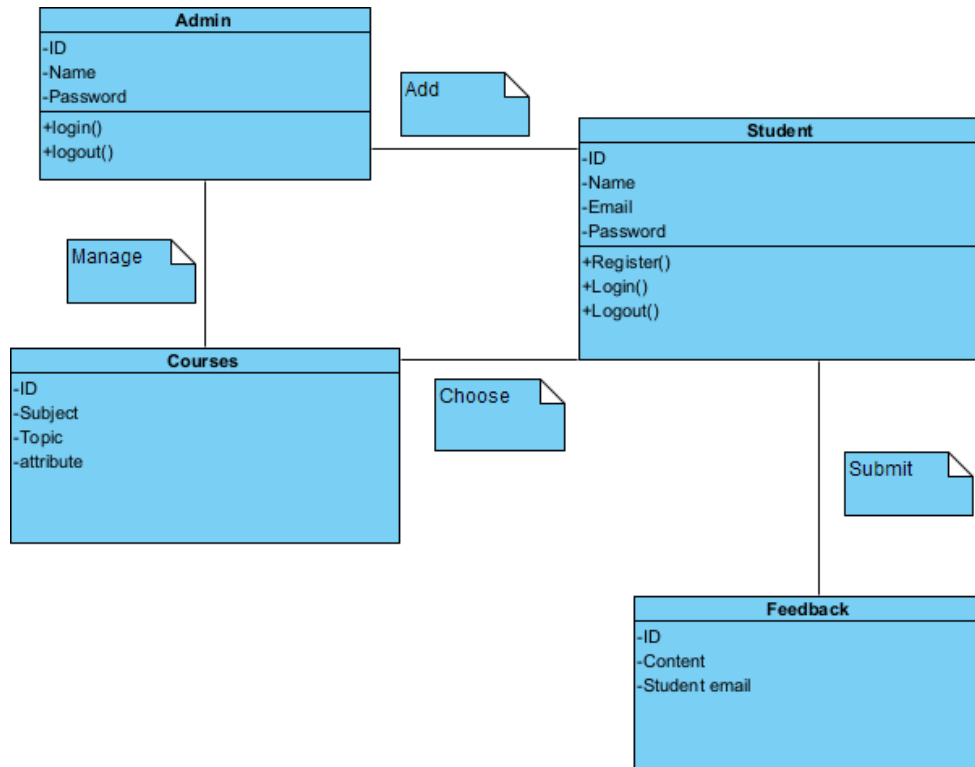 Admin
-ID
-Name
-Password
+login()
+logout()
Add
Student
-ID
-Name
-Email
-Password
+Register()
+Login()
+Logout()
Manage
Courses
-ID
-Subject
-Topic
-attribute
Choose
Submit
Feedback
-ID
-Content
-Student email